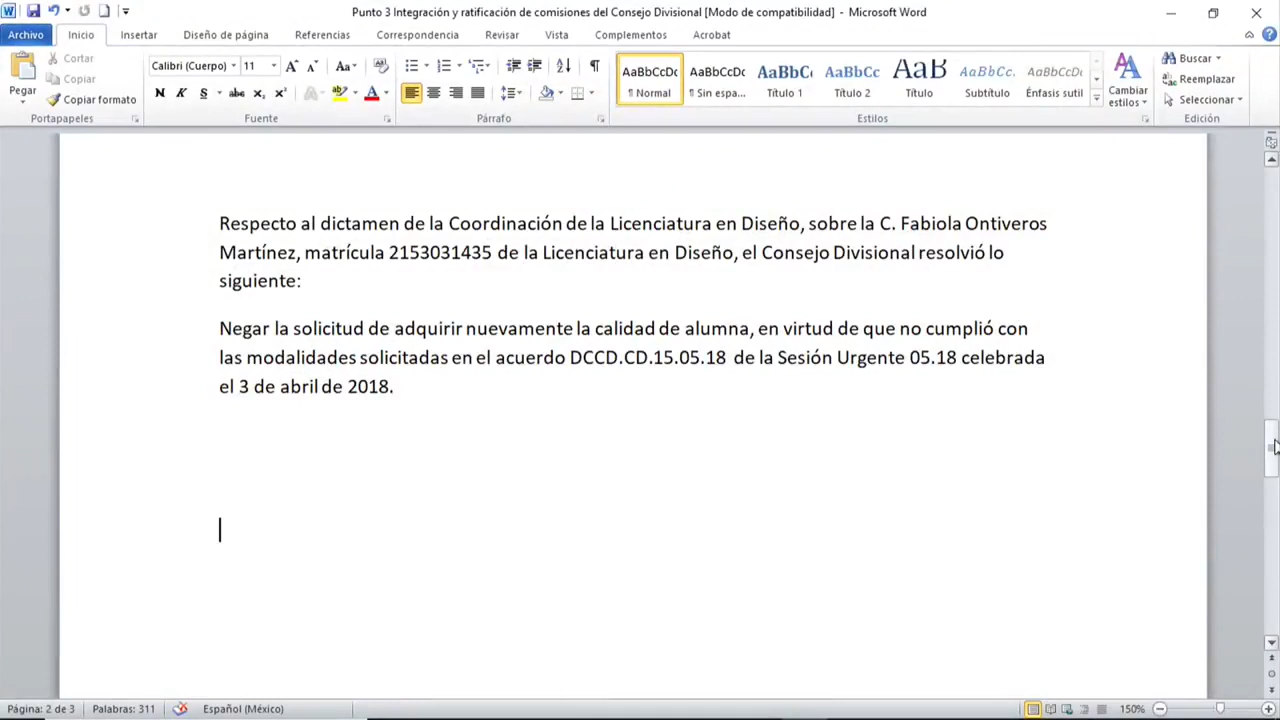 Punto 3 Integración y ratificación de comisiones del Consejo Divisional [Modo de compatibilidad] - Microsoft Word
Archivo Inicio Insertar Diseño de página Referencias Correspondencia Revisar Vista Complementos Acrobat
Pegar
Cortar
Copiar
Copiar formato
Portapapeles
Calibri (Cuerpo) 11
N K S abc x₂ x²
Fuente
Párrafo
AaBbCcDc AaBbCcDc AaBbC AaBbCc AaB AaBbCc. AaBbCcDc
¶ Normal ¶ Sin espa... Título 1 Título 2 Título Subtítulo Énfasis sutil
Cambiar estilos
Estilos
Buscar
Reemplazar
Seleccionar
Edición
Respecto al dictamen de la Coordinación de la Licenciatura en Diseño, sobre la C. Fabiola Ontiveros
Martínez, matrícula 2153031435 de la Licenciatura en Diseño, el Consejo Divisional resolvió lo
siguiente:
Negar la solicitud de adquirir nuevamente la calidad de alumna, en virtud de que no cumplió con
las modalidades solicitadas en el acuerdo DCCD.CD.15.05.18 de la Sesión Urgente 05.18 celebrada
el 3 de abril de 2018.
Página: 2 de 3 Palabras: 311 Español (México) 150%